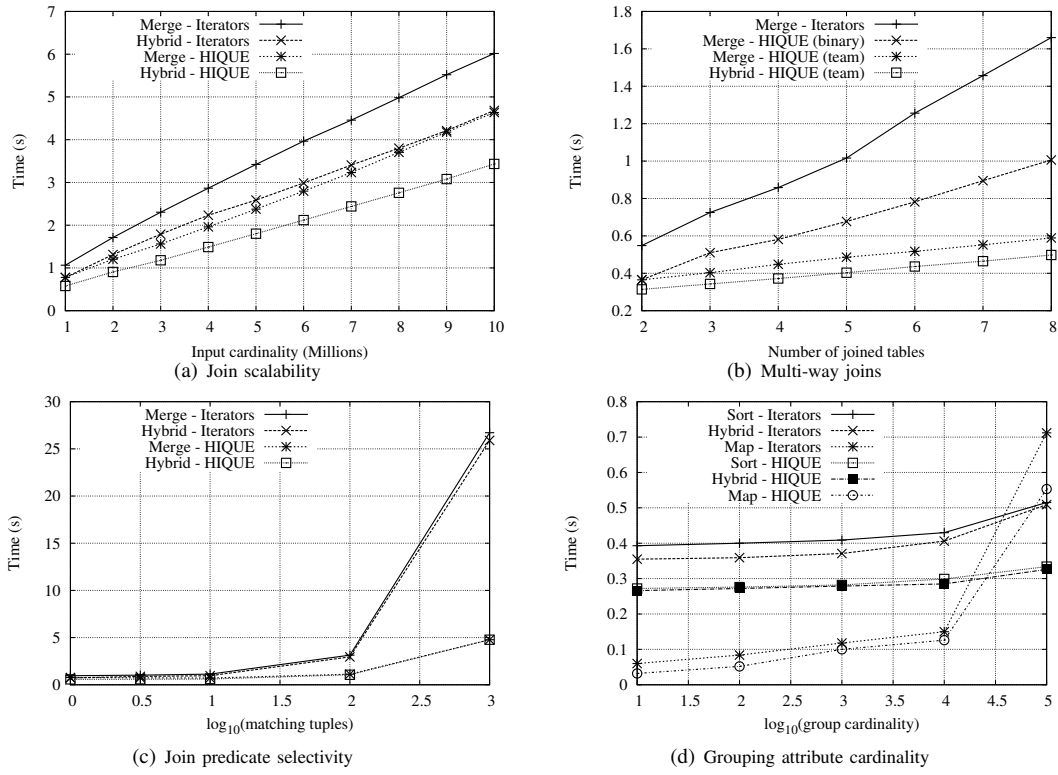 7
6
5
4
3
2
1
0
Time (s)
Merge - Iterators
Hybrid - Iterators
Merge - HIQUE
Hybrid - HIQUE
1 2 3 4 5 6 7 8 9 10
Input cardinality (Millions)
(a) Join scalability
1.8
1.6
1.4
1.2
1
0.8
0.6
0.4
0.2
Time (s)
Merge - Iterators
Merge - HIQUE (binary)
Merge - HIQUE (team)
Hybrid - HIQUE (team)
2 3 4 5 6 7 8
Number of joined tables
(b) Multi-way joins
30
25
20
15
10
5
0
Time (s)
Merge - Iterators
Hybrid - Iterators
Merge - HIQUE
Hybrid - HIQUE
0 0.5 1.0 1.5 2.0 2.5 3
log10(matching tuples)
(c) Join predicate selectivity
0.8
0.7
0.6
0.5
0.4
0.3
0.2
0.1
0
Time (s)
Sort - Iterators
Hybrid - Iterators
Map - Iterators
Sort - HIQUE
Hybrid - HIQUE
Map - HIQUE
1 1.5 2 2.5 3 3.5 4 4.5 5
log10(group cardinality)
(d) Grouping attribute cardinality